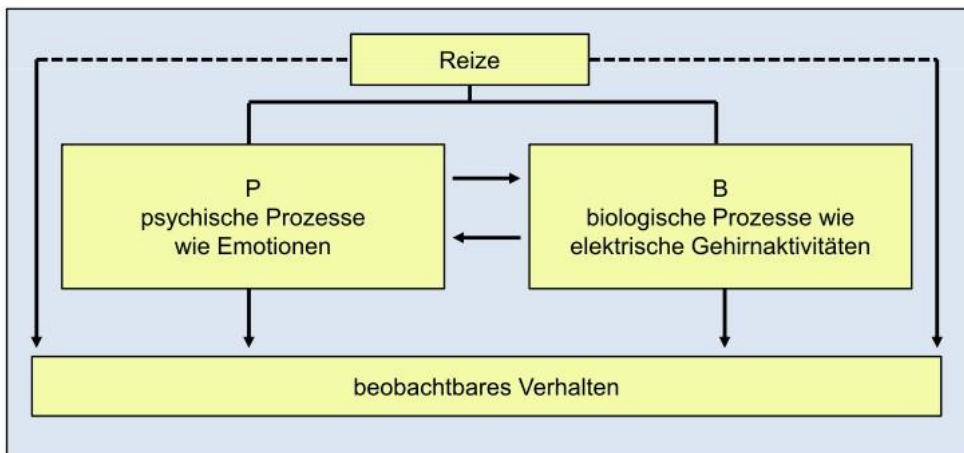 Reize
P
psychische Prozesse
wie Emotionen
B
biologische Prozesse wie
elektrische Gehirnaktivitäten
beobachtbares Verhalten